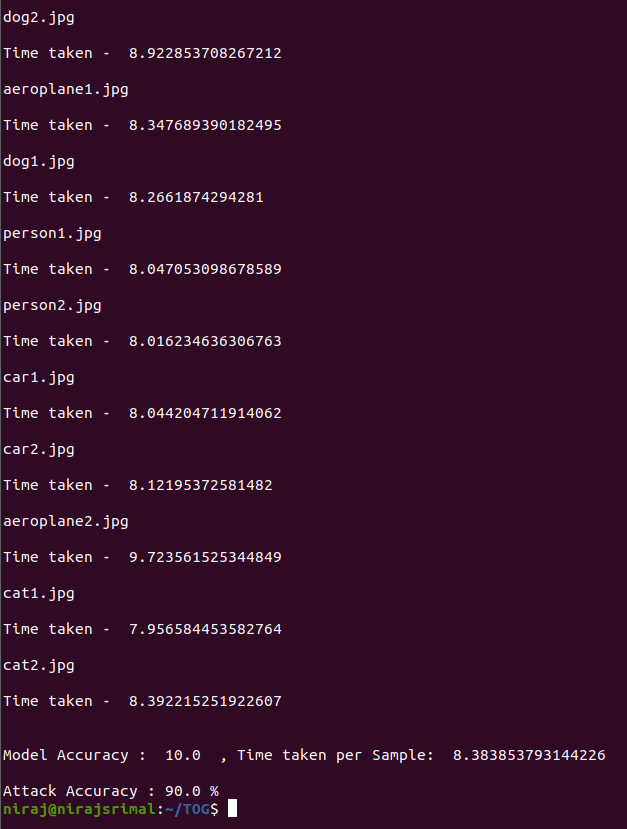 dog2.jpg
Time taken -  8.922853708267212
aeroplane1.jpg
Time taken -  8.347689390182495
dog1.jpg
Time taken -  8.2661874294281
person1.jpg
Time taken -  8.047053098678589
person2.jpg
Time taken -  8.016234636306763
car1.jpg
Time taken -  8.044204711914062
car2.jpg
Time taken -  8.12195372581482
aeroplane2.jpg
Time taken -  9.723561525344849
cat1.jpg
Time taken -  7.956584453582764
cat2.jpg
Time taken -  8.392215251922607
Model Accuracy :  10.0  , Time taken per Sample:  8.383853793144226
Attack Accuracy : 90.0 %
niraj@nirajsrimal:~/TOG$